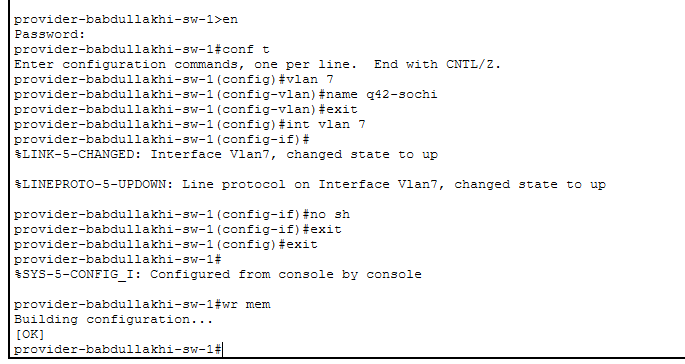 provider-babdullakhi-sw-1>en
Password:
provider-babdullakhi-sw-1#conf t
Enter configuration commands, one per line.  End with CNTL/Z.
provider-babdullakhi-sw-1(config)#vlan 7
provider-babdullakhi-sw-1(config-vlan)#name q42-sochi
provider-babdullakhi-sw-1(config-vlan)#exit
provider-babdullakhi-sw-1(config)#int vlan 7
provider-babdullakhi-sw-1(config-if)#
%LINK-5-CHANGED: Interface Vlan7, changed state to up
%LINEPROTO-5-UPDOWN: Line protocol on Interface Vlan7, changed state to up
provider-babdullakhi-sw-1(config-if)#no sh
provider-babdullakhi-sw-1(config-if)#exit
provider-babdullakhi-sw-1(config)#exit
provider-babdullakhi-sw-1#
%SYS-5-CONFIG_I: Configured from console by console
provider-babdullakhi-sw-1#wr mem
Building configuration...
[OK]
provider-babdullakhi-sw-1#